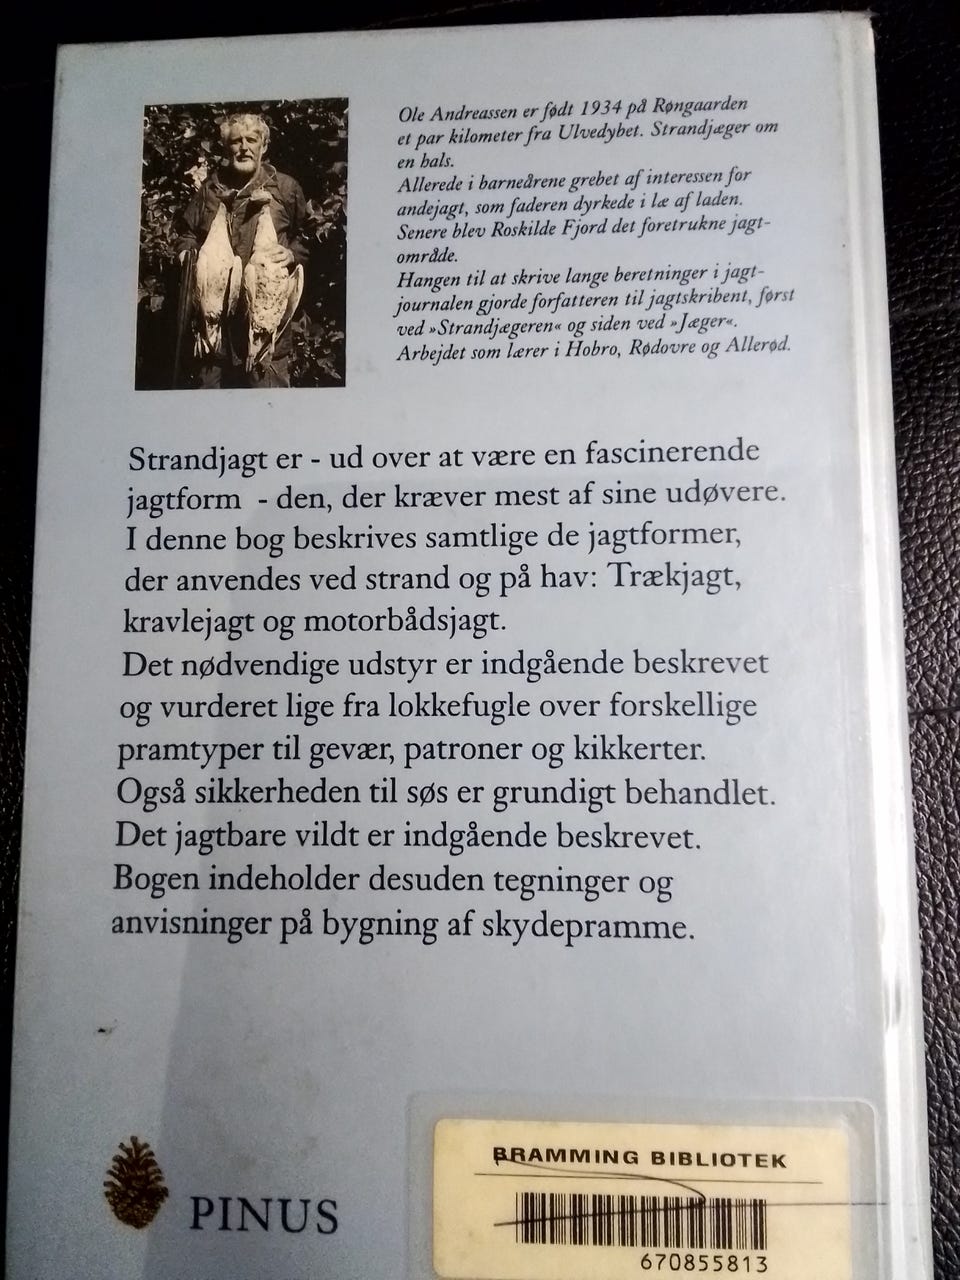 Ole Andreassen er født 1934 på Røngaarden
et par kilometer fra Ulvedybet. Strandjæger om
en hals.
Allerede i barneårene grebet af interessen for
andejagt, som faderen dyrkede i læ af laden.
Senere blev Roskilde Fjord det foretrukne jagt-
område.
Hangen til at skrive lange beretninger i jagt-
journalen gjorde forfatteren til jagtskribent, først
ved »Strandjægeren« og siden ved »Jæger«.
Arbejdet som lærer i Hobro, Rødovre og Allerød.
Strandjagt er - ud over at være en fascinerende
jagtform - den, der kræver mest af sine udøvere.
I denne bog beskrives samtlige de jagtformer,
der anvendes ved strand og på hav: Trækjagt,
kravlejagt og motorbådsjagt.
Det nødvendige udstyr er indgående beskrevet
og vurderet lige fra lokkefugle over forskellige
pramtyper til gevær, patroner og kikkerter.
Også sikkerheden til søs er grundigt behandlet.
Det jagtbare vildt er indgående beskrevet.
Bogen indeholder desuden tegninger og
anvisninger på bygning af skydepramme.
PINUS
BRAMMING BIBLIOTEK
670855813